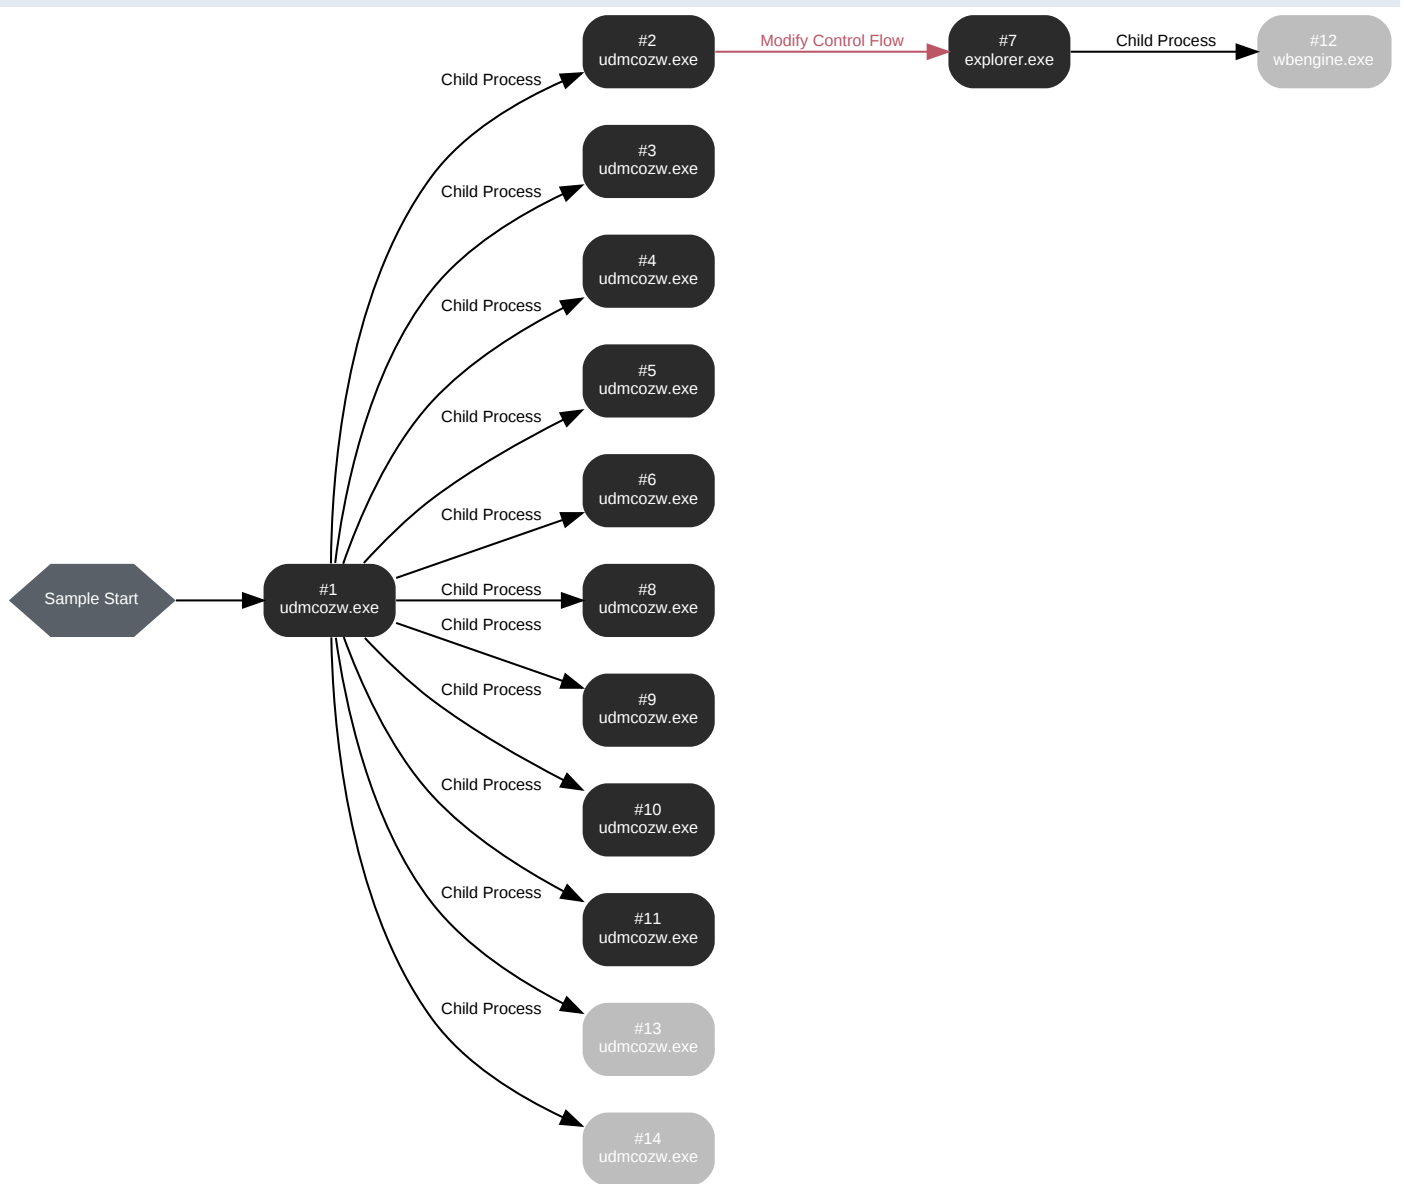 #2
udmcozw.exe
Modify Control Flow
#7
explorer.exe
Child Process
#12
wbengine.exe
Child Process
#3
udmcozw.exe
Child Process
#4
udmcozw.exe
Child Process
#5
udmcozw.exe
Child Process
#6
udmcozw.exe
Child Process
Sample Start
#1
udmcozw.exe
Child Process
#8
udmcozw.exe
Child Process
#9
udmcozw.exe
Child Process
#10
udmcozw.exe
Child Process
#11
udmcozw.exe
Child Process
#13
udmcozw.exe
Child Process
#14
udmcozw.exe